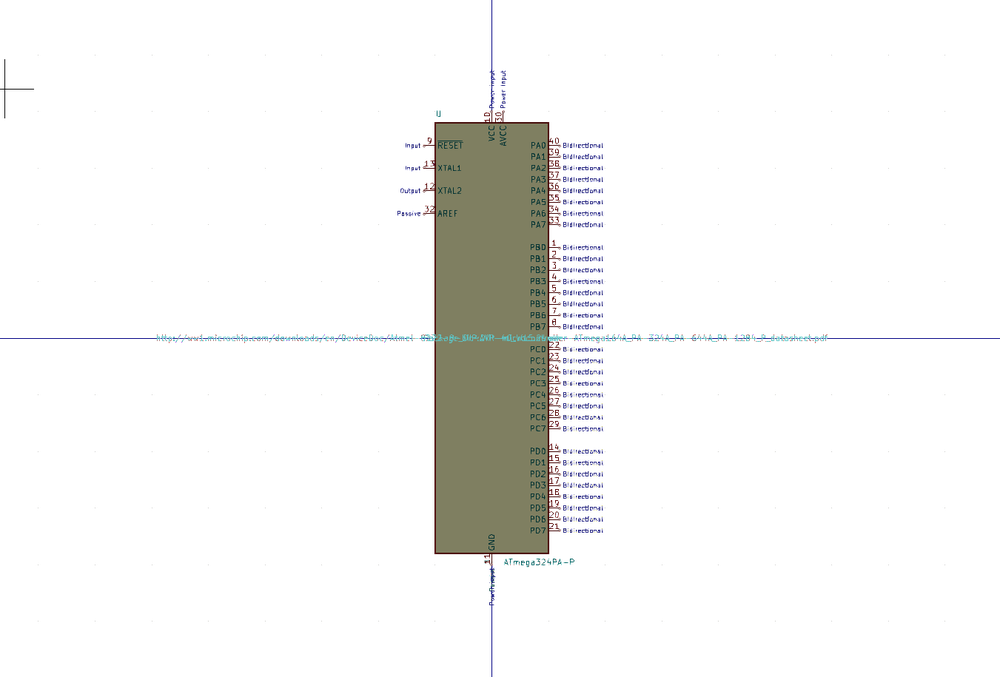 Power Input
Power Input
10
30
VCC
AVCC
U
Input 9 RESET
Input 13 XTAL1
Output 12 XTAL2
Passive 32 AREF
PA0 40 Bidirectional
PA1 39 Bidirectional
PA2 38 Bidirectional
PA3 37 Bidirectional
PA4 36 Bidirectional
PA5 35 Bidirectional
PA6 34 Bidirectional
PA7 33 Bidirectional
PB0 1 Bidirectional
PB1 2 Bidirectional
PB2 3 Bidirectional
PB3 4 Bidirectional
PB4 5 Bidirectional
PB5 6 Bidirectional
PB6 7 Bidirectional
PB7 8 Bidirectional
http://ww1.microchip.com/downloads/en/DeviceDoc/Atmel ATmega164A_PA 324A_PA 644A_PA 1284_P_datasheet.pdf
PC0 22 Bidirectional
PC1 23 Bidirectional
PC2 24 Bidirectional
PC3 25 Bidirectional
PC4 26 Bidirectional
PC5 27 Bidirectional
PC6 28 Bidirectional
PC7 29 Bidirectional
PD0 14 Bidirectional
PD1 15 Bidirectional
PD2 16 Bidirectional
PD3 17 Bidirectional
PD4 18 Bidirectional
PD5 19 Bidirectional
PD6 20 Bidirectional
PD7 21 Bidirectional
GND
11
ATmega324PA-P